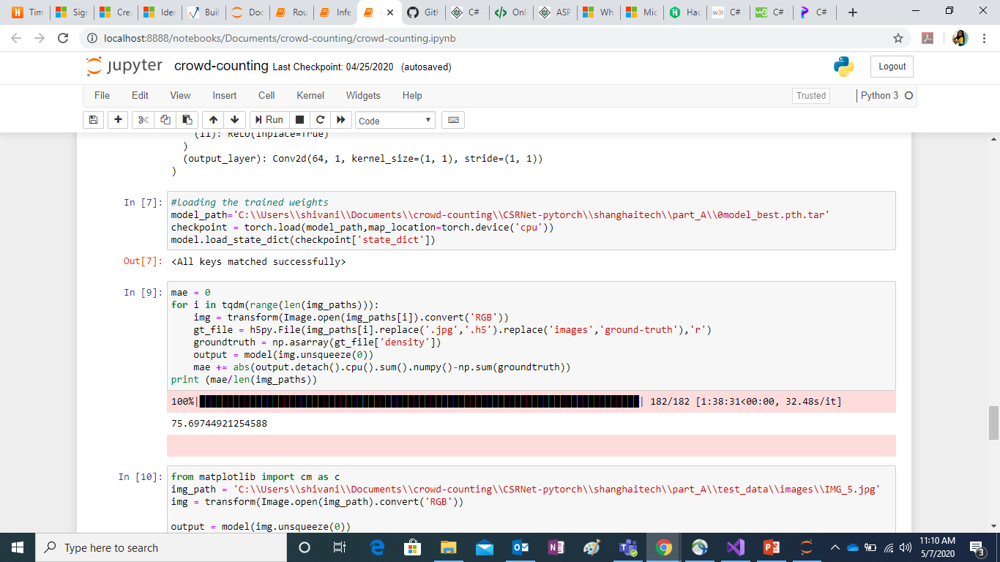 Tim Sign Crea Iden Buil Doc Rou Infe Gith C# Onl ASP Wha Mic Hac w3r C# w3 C# C#
localhost:8888/notebooks/Documents/crowd-counting/crowd-counting.ipynb
jupyter crowd-counting Last Checkpoint: 04/25/2020 (autosaved) Logout
File Edit View Insert Cell Kernel Widgets Help Trusted Python 3
Run Code
(11): ReLU(inplace=True)
)
(output_layer): Conv2d(64, 1, kernel_size=(1, 1), stride=(1, 1))
)
In [7]: #loading the trained weights
model_path='C:\\Users\\shivani\\Documents\\crowd-counting\\CSRNet-pytorch\\shanghaitech\\part_A\\0model_best.pth.tar'
checkpoint = torch.load(model_path,map_location=torch.device('cpu'))
model.load_state_dict(checkpoint['state_dict'])
Out[7]: <All keys matched successfully>
In [9]: mae = 0
for i in tqdm(range(len(img_paths))):
img = transform(Image.open(img_paths[i]).convert('RGB'))
gt_file = h5py.File(img_paths[i].replace('.jpg','.h5').replace('images','ground-truth'),'r')
groundtruth = np.asarray(gt_file['density'])
output = model(img.unsqueeze(0))
mae += abs(output.detach().cpu().sum().numpy()-np.sum(groundtruth))
print (mae/len(img_paths))
100%| | 182/182 [1:38:31<00:00, 32.48s/it]
75.69744921254588
In [10]: from matplotlib import cm as c
img_path = 'C:\\Users\\shivani\\Documents\\crowd-counting\\CSRNet-pytorch\\shanghaitech\\part_A\\test_data\\images\\IMG_5.jpg'
img = transform(Image.open(img_path).convert('RGB'))
output = model(img.unsqueeze(0))
Type here to search
11:10 AM
5/7/2020
3